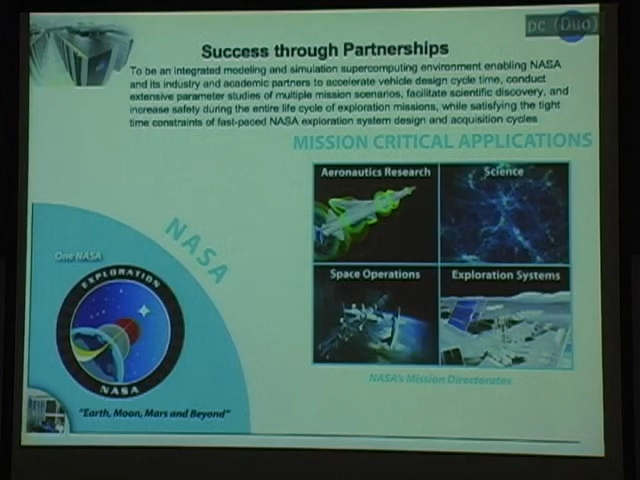 pc (Duo)
Success through Partnerships
To be an integrated modeling and simulation supercomputing environment enabling NASA
and its industry and academic partners to accelerate vehicle design cycle time, conduct
extensive parameter studies of multiple mission scenarios, facilitate scientific discovery, and
increase safety during the entire life cycle of exploration missions, while satisfying the tight
time constraints of fast-paced NASA exploration system design and acquisition cycles
MISSION CRITICAL APPLICATIONS
Aeronautics Research
Science
Space Operations
Exploration Systems
NASA's Mission Directorates
NASA
One NASA
EXPLORATION
NASA
"Earth, Moon, Mars and Beyond"